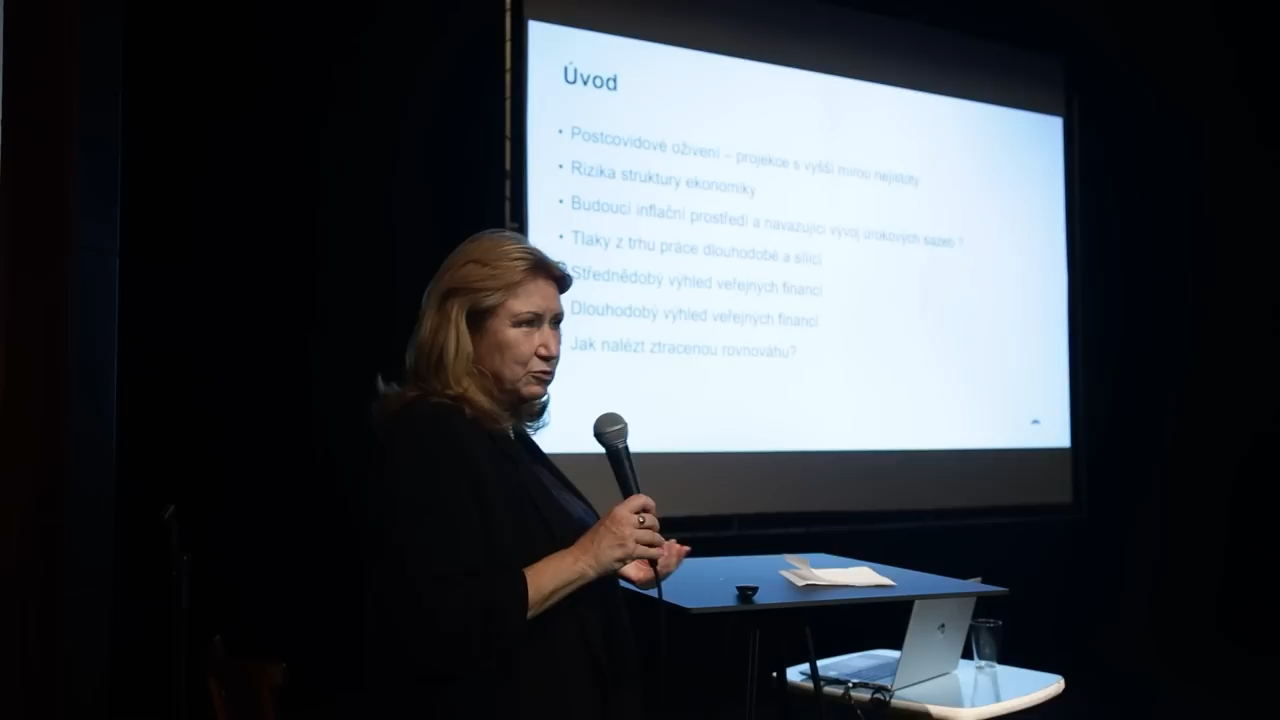 Úvod
• Postcovidové oživení – projekce s vyšší mírou nejistoty
• Rizika struktury ekonomiky
• Budoucí inflační prostředí a navazující vývoj úrokových sazeb ?
• Tlaky z trhu práce dlouhodobé a sílící
Střednědobý výhled veřejných financí
Dlouhodobý výhled veřejných financí
Jak nalézt ztracenou rovnováhu?